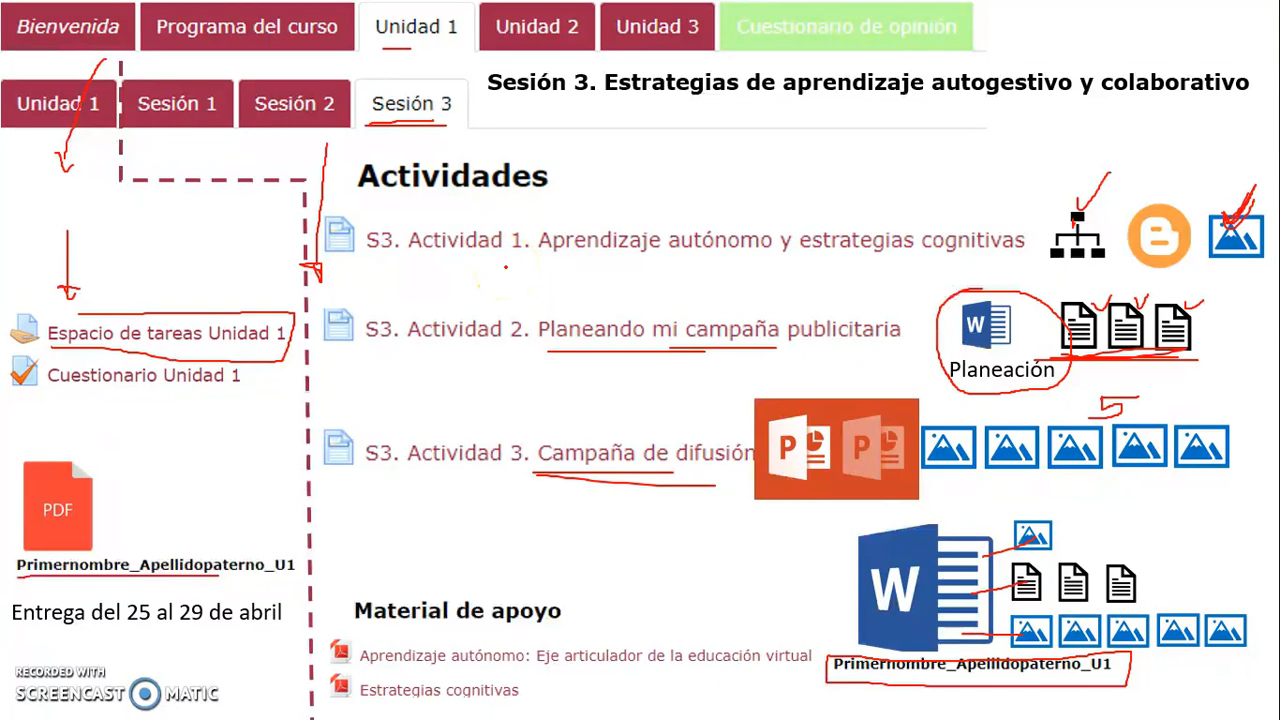 Bienvenida
Programa del curso
Unidad 1
Unidad 2
Unidad 3
Cuestionario de opinión
Unidad 1
Sesión 1
Sesión 2
Sesión 3
Sesión 3. Estrategias de aprendizaje autogestivo y colaborativo
Actividades
S3. Actividad 1. Aprendizaje autónomo y estrategias cognitivas
S3. Actividad 2. Planeando mi campaña publicitaria
W
Planeación
Espacio de tareas Unidad 1
Cuestionario Unidad 1
5
S3. Actividad 3. Campaña de difusión
P
P
PDF
Primernombre_Apellidopaterno_U1
Entrega del 25 al 29 de abril
W
Primernombre_Apellidopaterno_U1
Material de apoyo
Aprendizaje autónomo: Eje articulador de la educación virtual
Estrategias cognitivas
RECORDED WITH
SCREENCAST MATIC